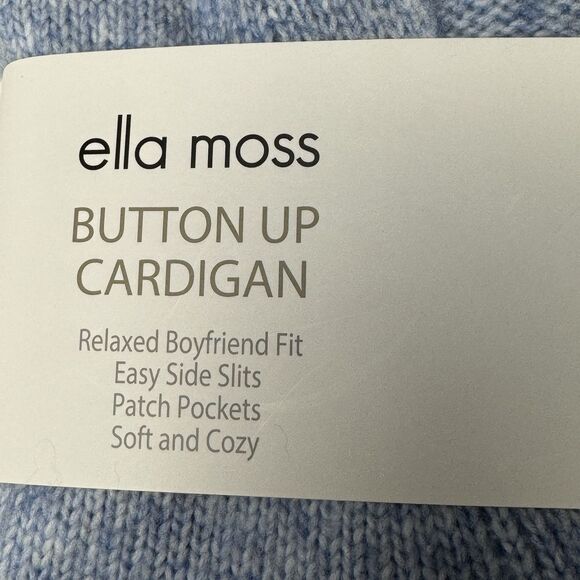 ella moss
BUTTON UP
CARDIGAN
Relaxed Boyfriend Fit
Easy Side Slits
Patch Pockets
Soft and Cozy